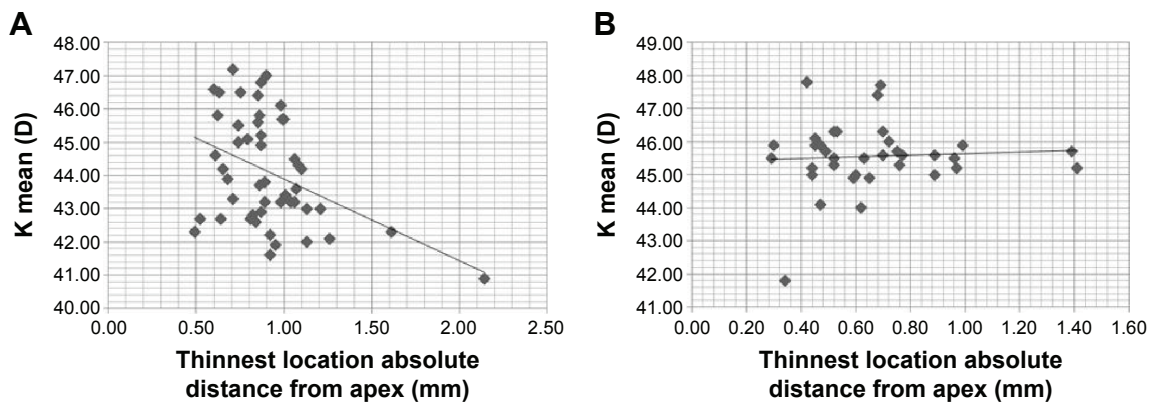 A
48.00
47.00
46.00
45.00
44.00
43.00
42.00
41.00
40.00
K mean (D)
0.00 0.50 1.00 1.50 2.00 2.50
Thinnest location absolute
distance from apex (mm)
B
49.00
48.00
47.00
46.00
45.00
44.00
43.00
42.00
41.00
K mean (D)
0.00 0.20 0.40 0.60 0.80 1.00 1.20 1.40 1.60
Thinnest location absolute
distance from apex (mm)